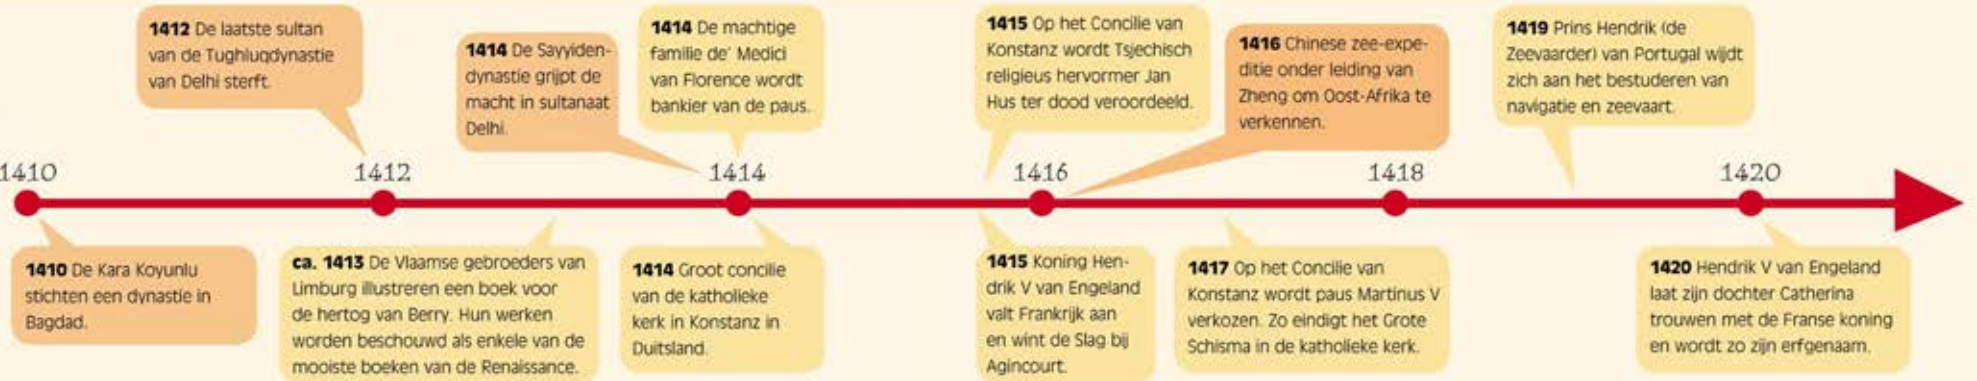 1412 De laatste sultan
van de Tughluqdynastie
van Delhi sterft.
1414 De Sayyiden-
dynastie grijpt de
macht in sultanaat
Delhi.
1414 De machtige
familie de' Medici
van Florence wordt
bankier van de paus.
1415 Op het Concilie van
Konstanz wordt Tsjechisch
religieus hervormer Jan
Hus ter dood veroordeeld.
1416 Chinese zee-expe-
ditie onder leiding van
Zheng om Oost-Afrika te
verkennen.
1419 Prins Hendrik (de
Zeevaarder) van Portugal wijdt
zich aan het bestuderen van
navigatie en zeevaart.
1410
1412
1414
1416
1418
1420
1410 De Kara Koyunlu
stichten een dynastie in
Bagdad.
ca. 1413 De Vlaamse gebroeders van
Limburg illustreren een boek voor
de hertog van Berry. Hun werken
worden beschouwd als enkele van de
mooiste boeken van de Renaissance.
1414 Groot concilie
van de katholieke
kerk in Konstanz in
Duitsland.
1415 Koning Hen-
drik V van Engeland
valt Frankrijk aan
en wint de Slag bij
Agincourt.
1417 Op het Concilie van
Konstanz wordt paus Martinus V
verkozen. Zo eindigt het Grote
Schisma in de katholieke kerk.
1420 Hendrik V van Engeland
laat zijn dochter Catherina
trouwen met de Franse koning
en wordt zo zijn erfgenaam.